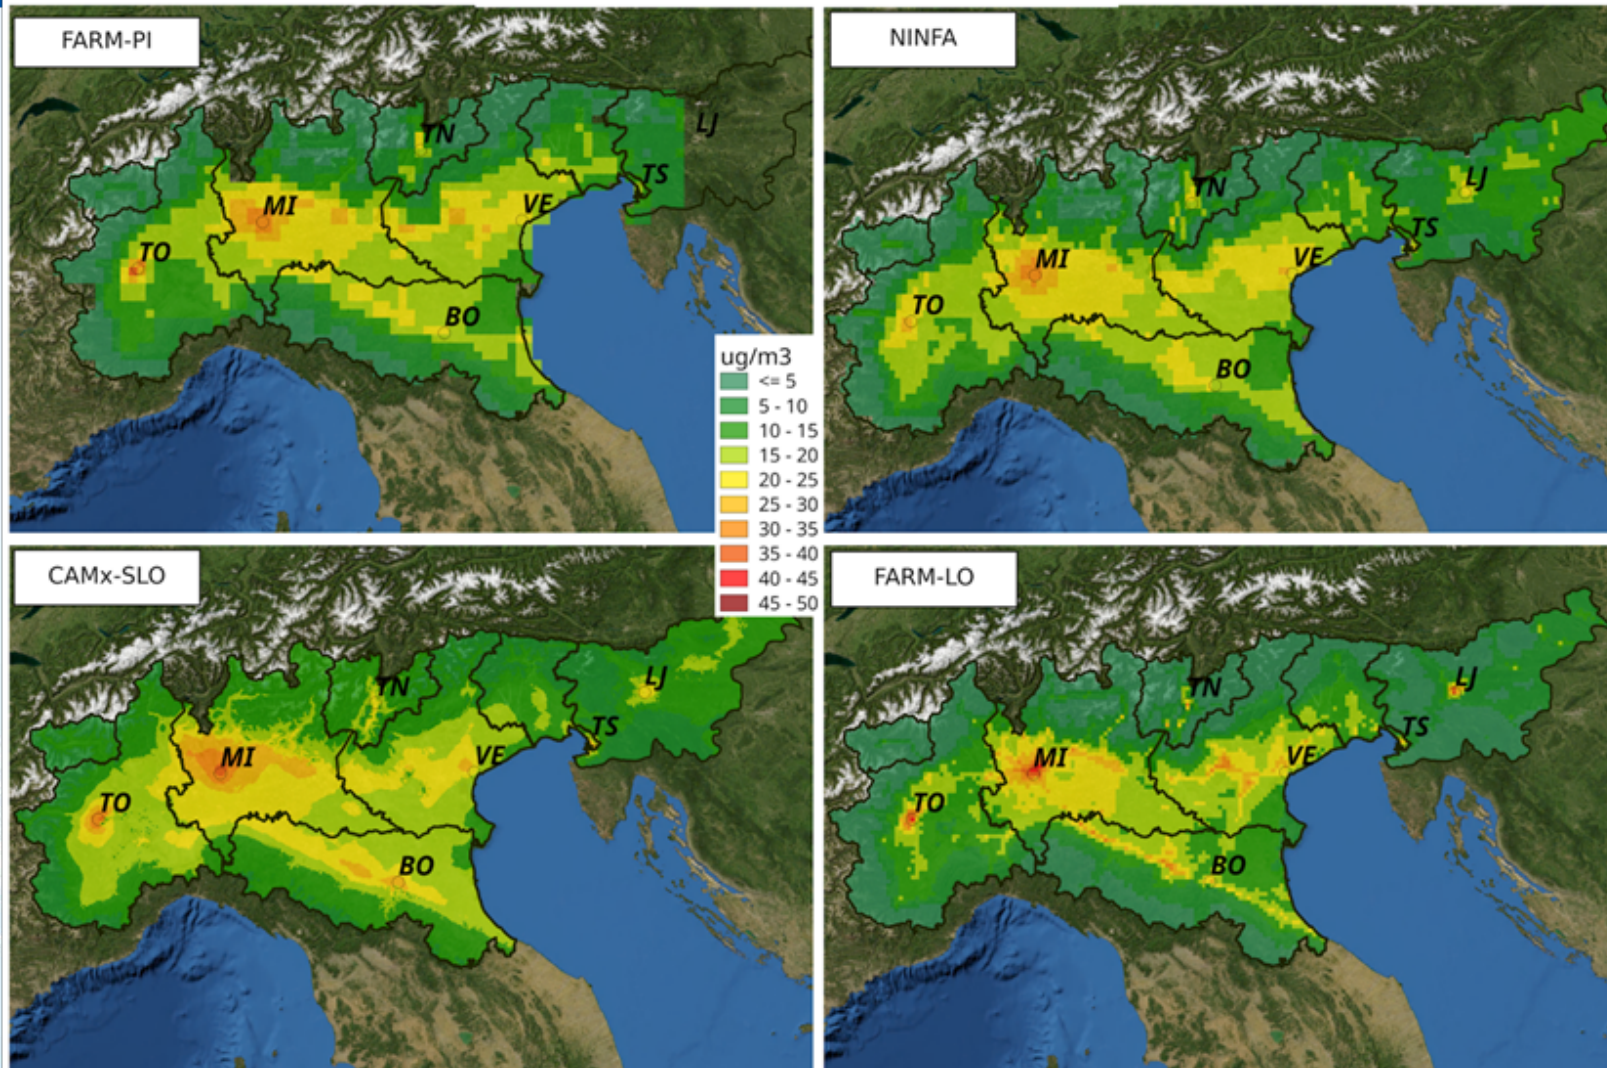 FARM-PI
NINFA
TN
LJ
TS
MI
VE
TO
BO
TN
LJ
TS
MI
VE
TO
BO
ug/m3
<= 5
5 - 10
10 - 15
15 - 20
20 - 25
25 - 30
30 - 35
35 - 40
40 - 45
45 - 50
CAMx-SLO
FARM-LO
TN
LJ
TS
MI
VE
TO
BO
TN
LJ
TS
MI
VE
TO
BO